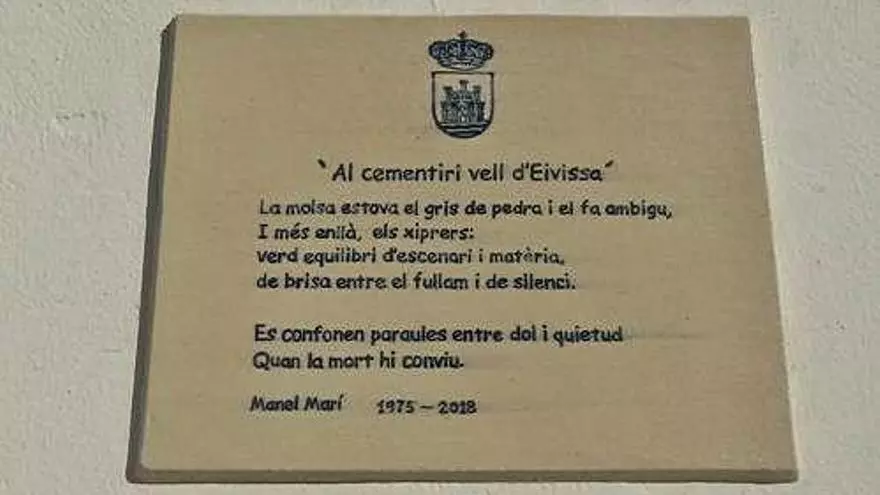 `Al cementiri vell d'Eivissa´
La molsa estova el gris de pedra i el fa ambigu,
I més enllà, els xiprers:
verd equilibri d'escenari i matèria,
de brisa entre el fullam i de silenci.
Es confonen paraules entre dol i quietud
Quan la mort hi conviu.
Manel Marí 1975 – 2018